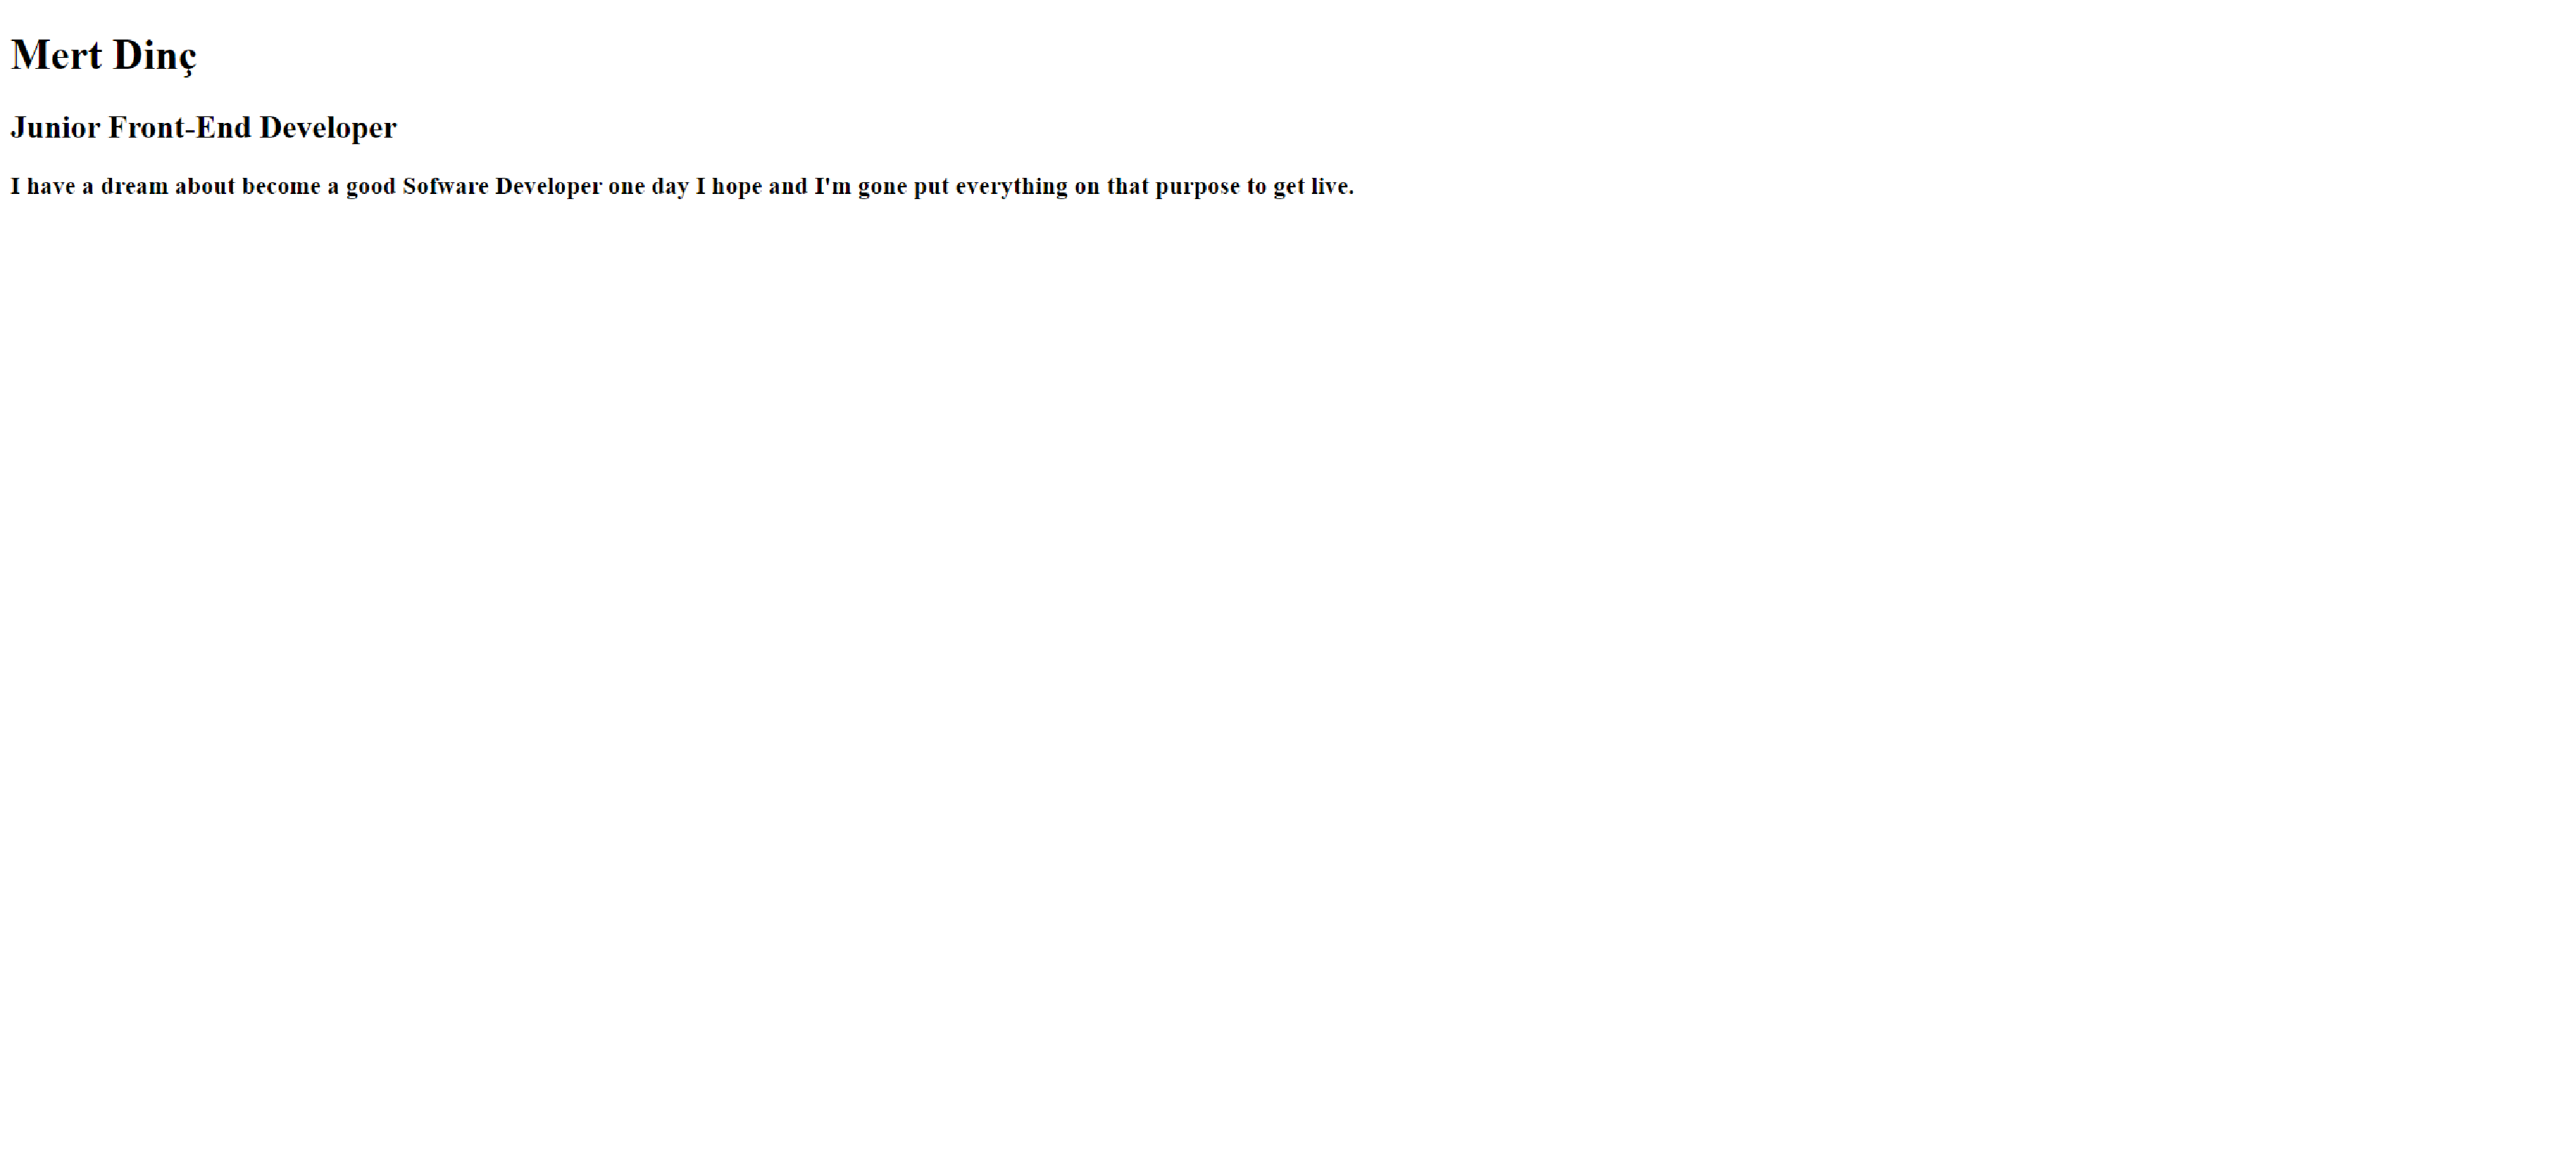 Mert Dinç
Junior Front-End Developer
I have a dream about become a good Sofware Developer one day I hope and I'm gone put everything on that purpose to get live.